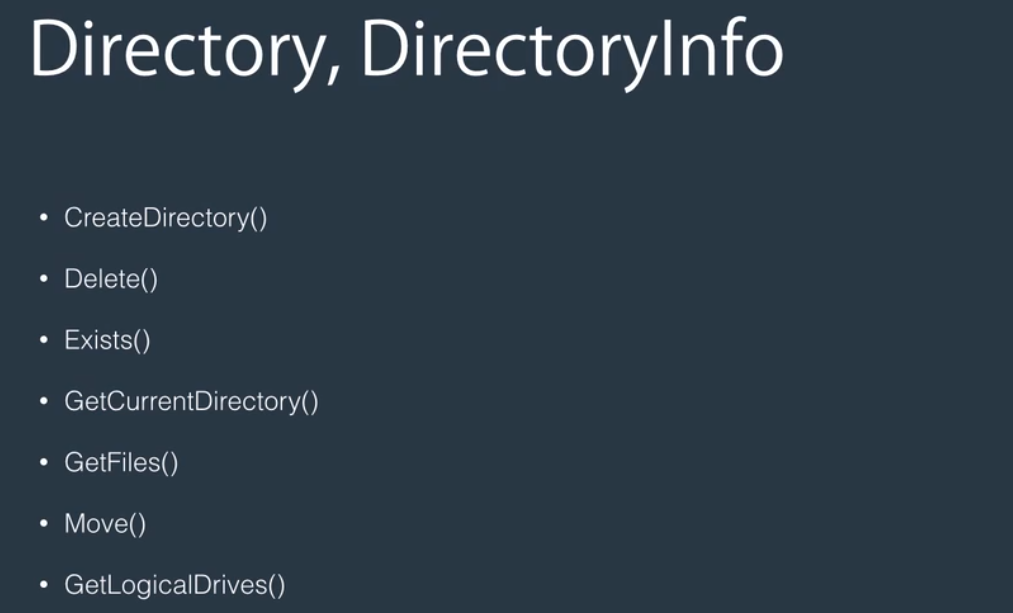 Directory, DirectoryInfo
• CreateDirectory()
• Delete()
• Exists()
• GetCurrentDirectory()
• GetFiles()
• Move()
• GetLogicalDrives()